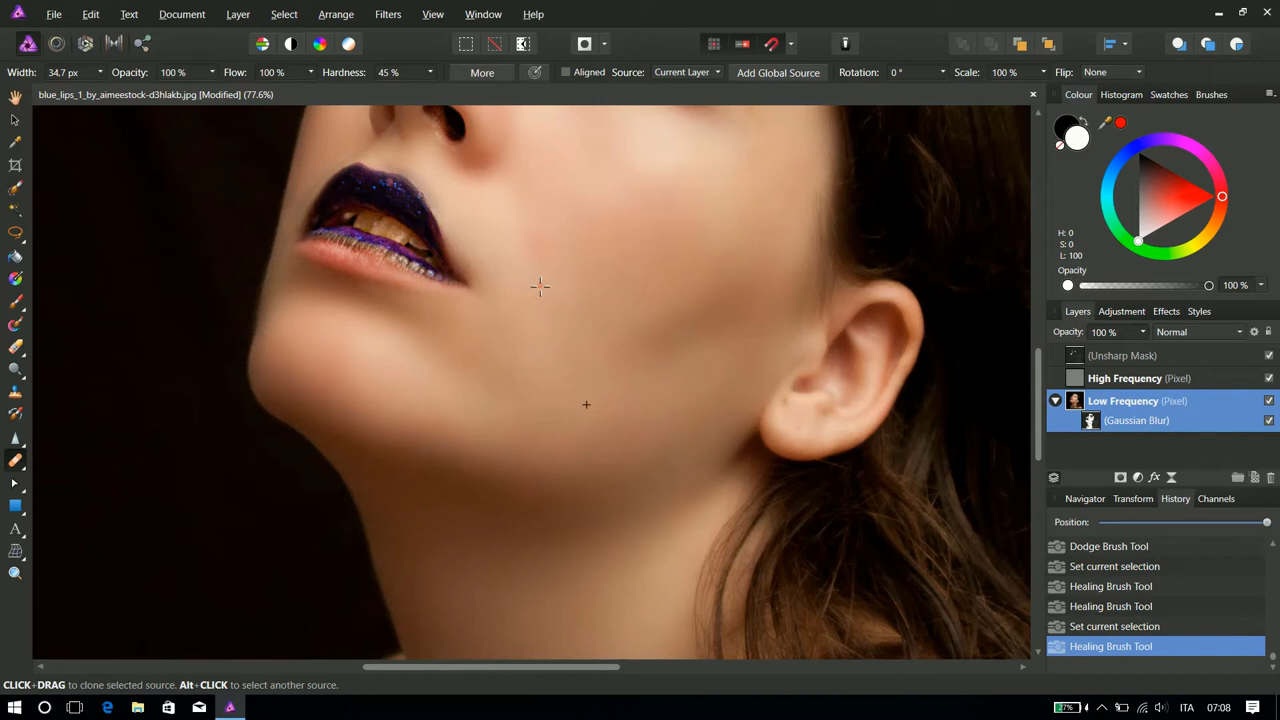 File Edit Text Document Layer Select Arrange Filters View Window Help
Width: 34.7 px Opacity: 100 % Flow: 100 % Hardness: 45 % More Aligned Source: Current Layer Add Global Source Rotation: 0 ° Scale: 100 % Flip: None
blue_lips_1_by_aimeestock-d3hlakb.jpg [Modified] (77.6%)
Colour Histogram Swatches Brushes
H: 0
S: 0
L: 100
Opacity
100 %
Layers Adjustment Effects Styles
Opacity: 100 % Normal
(Unsharp Mask)
High Frequency (Pixel)
Low Frequency (Pixel)
(Gaussian Blur)
Navigator Transform History Channels
Position:
Dodge Brush Tool
Set current selection
Healing Brush Tool
Healing Brush Tool
Set current selection
Healing Brush Tool
CLICK+DRAG to clone selected source. Alt+CLICK to select another source.
27% ITA 07:08